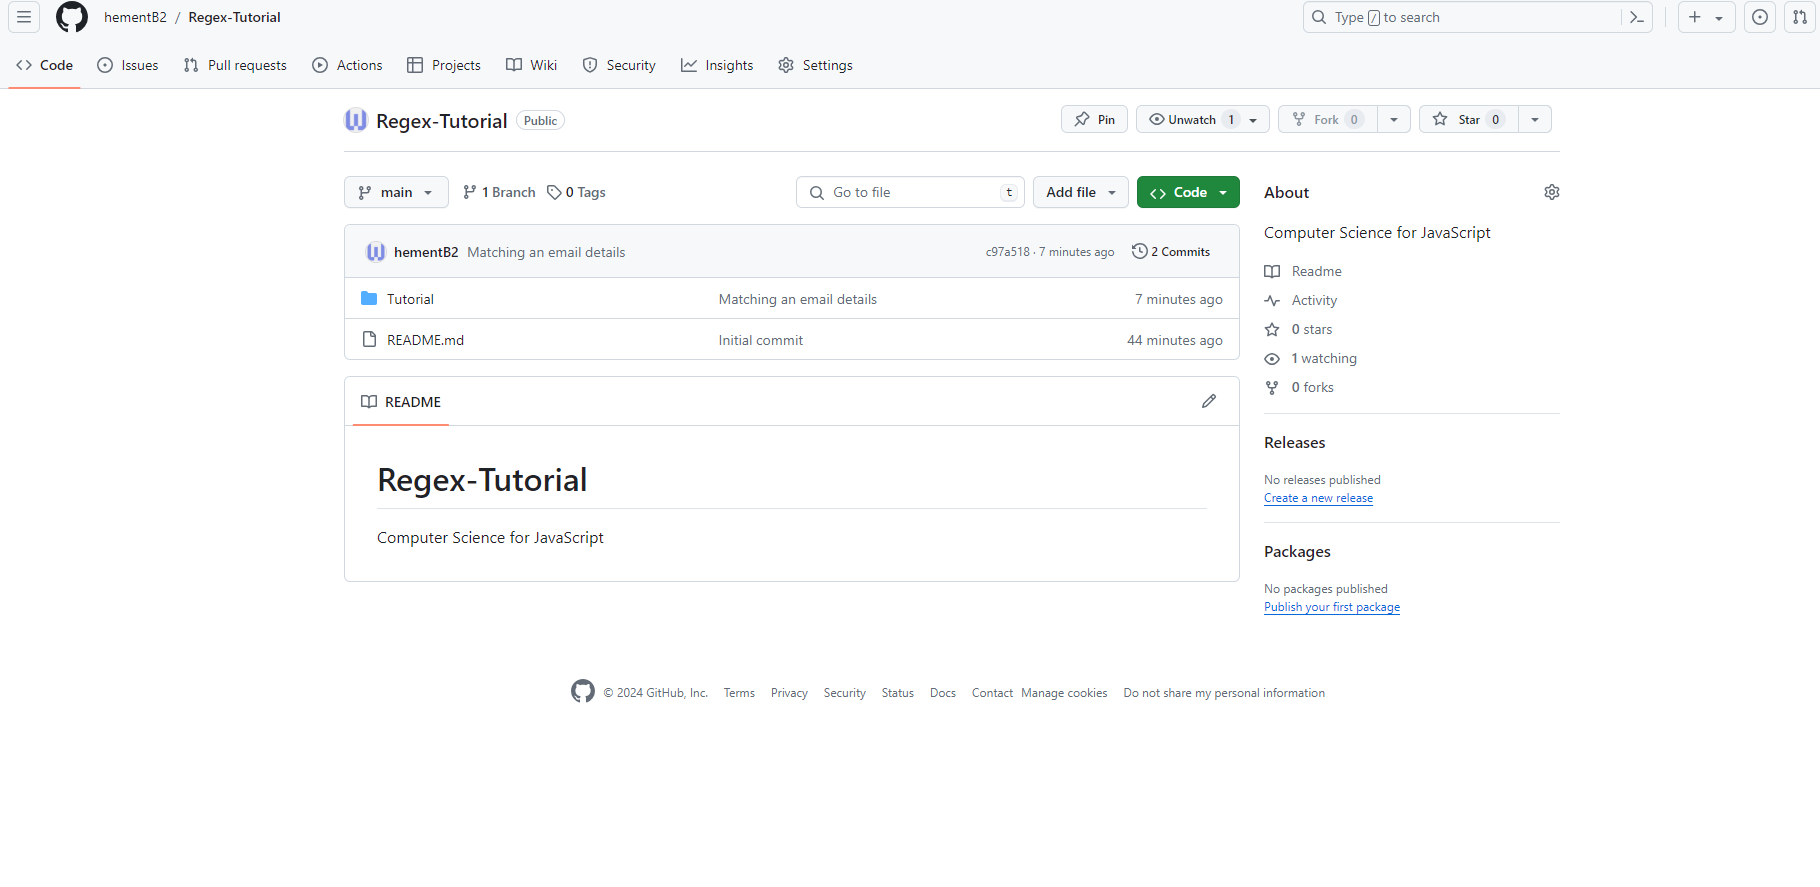 hementB2 / Regex-Tutorial
Type / to search
Code Issues Pull requests Actions Projects Wiki Security Insights Settings
Regex-Tutorial Public
Pin Unwatch 1 Fork 0 Star 0
main 1 Branch 0 Tags Go to file t Add file Code
hementB2 Matching an email details c97a518 · 7 minutes ago 2 Commits
Tutorial Matching an email details 7 minutes ago
README.md Initial commit 44 minutes ago
README
Regex-Tutorial
Computer Science for JavaScript
About
Computer Science for JavaScript
Readme
Activity
0 stars
1 watching
0 forks
Releases
No releases published
Create a new release
Packages
No packages published
Publish your first package
© 2024 GitHub, Inc. Terms Privacy Security Status Docs Contact Manage cookies Do not share my personal information